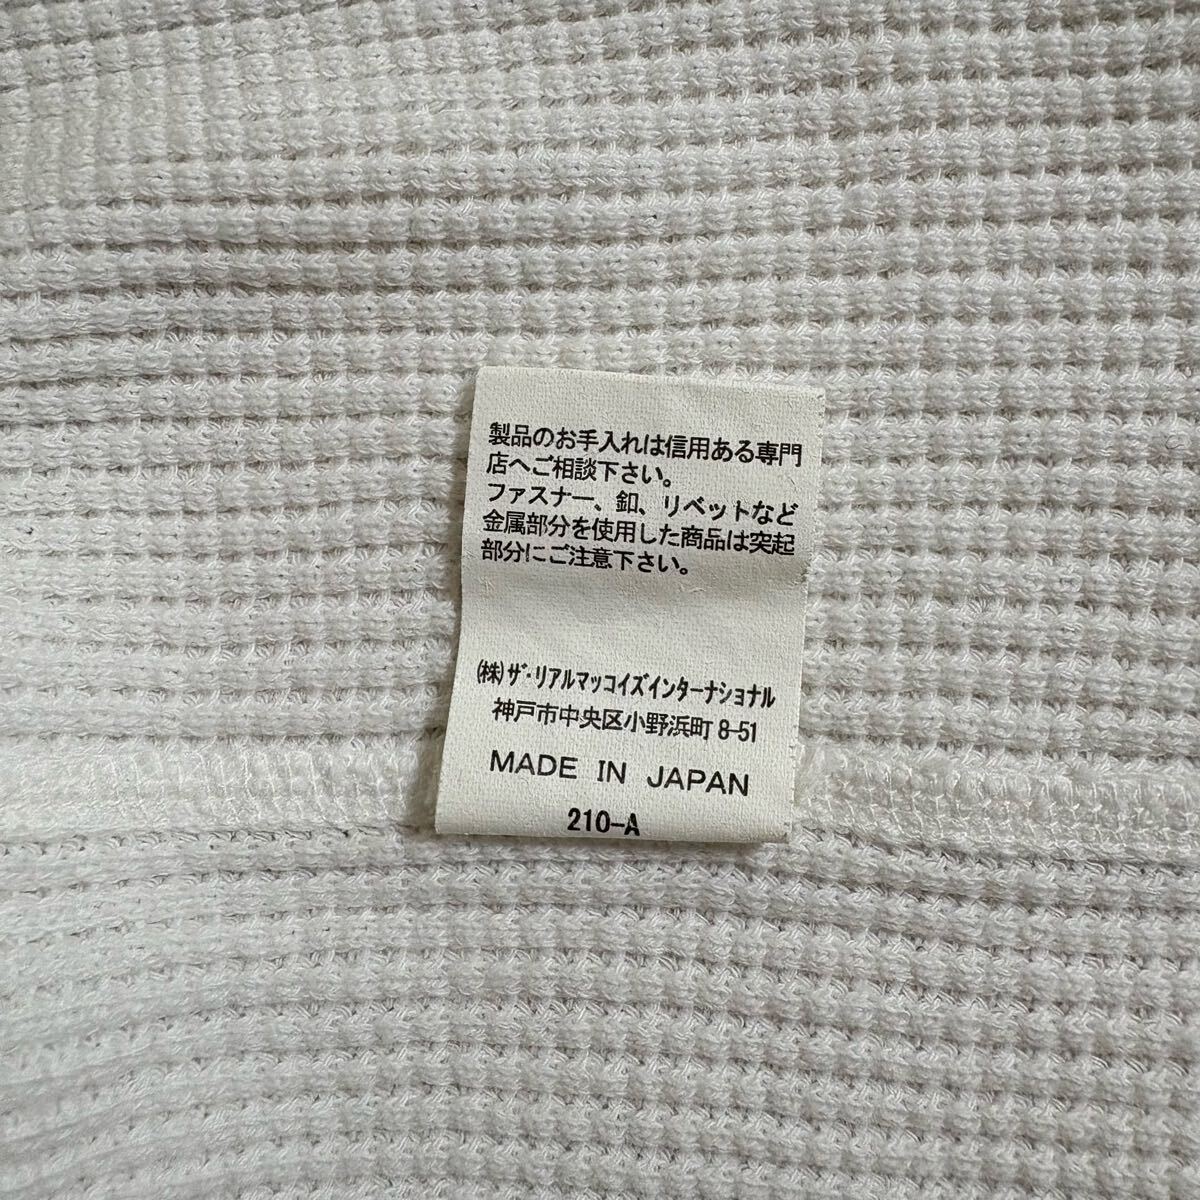 製品のお手入れは信用ある専門
店へご相談下さい。
ファスナー、釦、リベットなど
金属部分を使用した商品は突起
部分にご注意下さい。
(株)ザ・リアルマッコイズインターナショナル
神戸市中央区小野浜町 8-51
MADE IN JAPAN
210-A